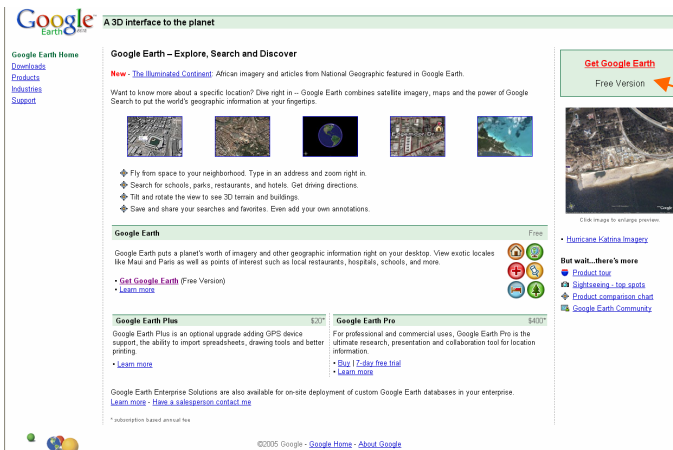 Google
Earth BETA
A 3D interface to the planet
Google Earth Home
Downloads
Products
Industries
Support
Google Earth – Explore, Search and Discover
New - The Illuminated Continent: African imagery and articles from National Geographic featured in Google Earth.
Want to know more about a specific location? Dive right in -- Google Earth combines satellite imagery, maps and the power of Google
Search to put the world's geographic information at your fingertips.
Fly from space to your neighborhood. Type in an address and zoom right in.
Search for schools, parks, restaurants, and hotels. Get driving directions.
Tilt and rotate the view to see 3D terrain and buildings.
Save and share your searches and favorites. Even add your own annotations.
Google Earth Free
Google Earth puts a planet's worth of imagery and other geographic information right on your desktop. View exotic locales
like Maui and Paris as well as points of interest such as local restaurants, hospitals, schools, and more.
• Get Google Earth (Free Version)
• Learn more
Google Earth Plus $20*
Google Earth Plus is an optional upgrade adding GPS device
support, the ability to import spreadsheets, drawing tools and better
printing.
• Learn more
Google Earth Pro $400*
For professional and commercial uses, Google Earth Pro is the
ultimate research, presentation and collaboration tool for location
information.
• Buy | 7-day free trial
• Learn more
Google Earth Enterprise Solutions are also available for on-site deployment of custom Google Earth databases in your enterprise.
Learn more - Have a salesperson contact me
* subscription based annual fee
Get Google Earth
Free Version
Google
Click image to enlarge preview.
• Hurricane Katrina Imagery
But wait...there's more
Product tour
Sightseeing - top spots
Product comparison chart
Google Earth Community
©2005 Google - Google Home - About Google